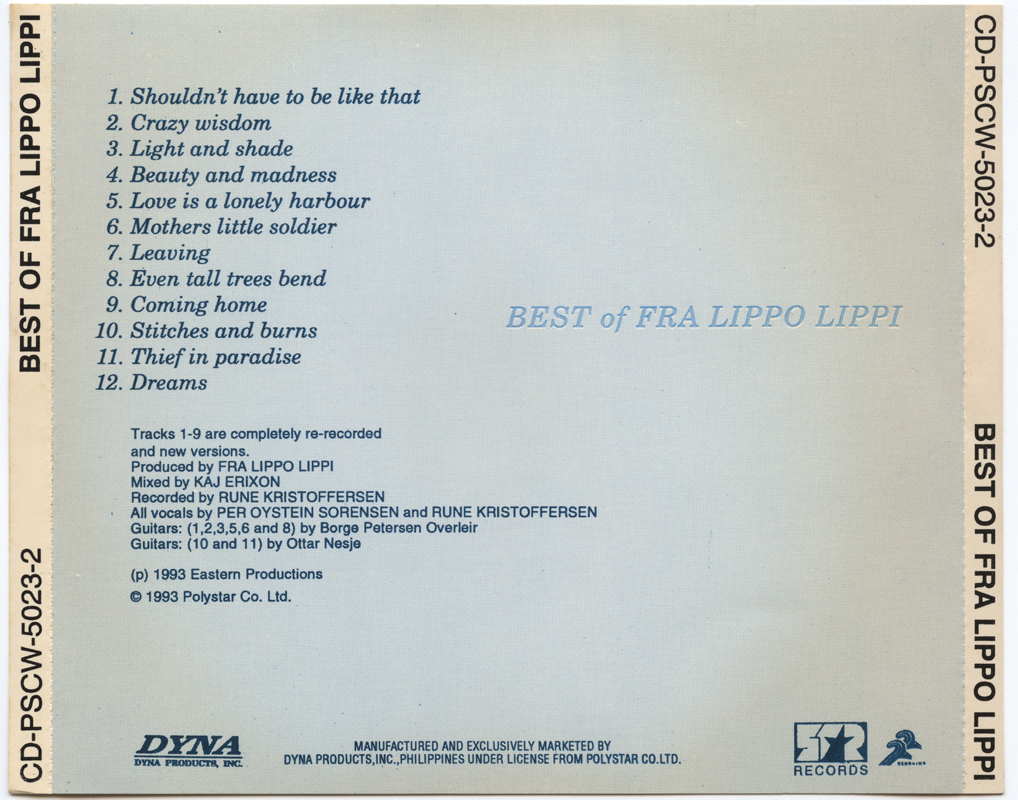 BEST OF FRA LIPPO LIPPI
CD-PSCW-5023-2
1. Shouldn't have to be like that
2. Crazy wisdom
3. Light and shade
4. Beauty and madness
5. Love is a lonely harbour
6. Mothers little soldier
7. Leaving
8. Even tall trees bend
9. Coming home
10. Stitches and burns
11. Thief in paradise
12. Dreams
BEST of FRA LIPPO LIPPI
Tracks 1-9 are completely re-recorded
and new versions.
Produced by FRA LIPPO LIPPI
Mixed by KAJ ERIXON
Recorded by RUNE KRISTOFFERSEN
All vocals by PER OYSTEIN SORENSEN and RUNE KRISTOFFERSEN
Guitars: (1,2,3,5,6 and 8) by Borge Petersen Overleir
Guitars: (10 and 11) by Ottar Nesje
(p) 1993 Eastern Productions
© 1993 Polystar Co. Ltd.
DYNA
DYNA PRODUCTS, INC.
MANUFACTURED AND EXCLUSIVELY MARKETED BY
DYNA PRODUCTS,INC.,PHILIPPINES UNDER LICENSE FROM POLYSTAR CO.LTD.
RECORDS
CD-PSCW-5023-2
BEST OF FRA LIPPO LIPPI